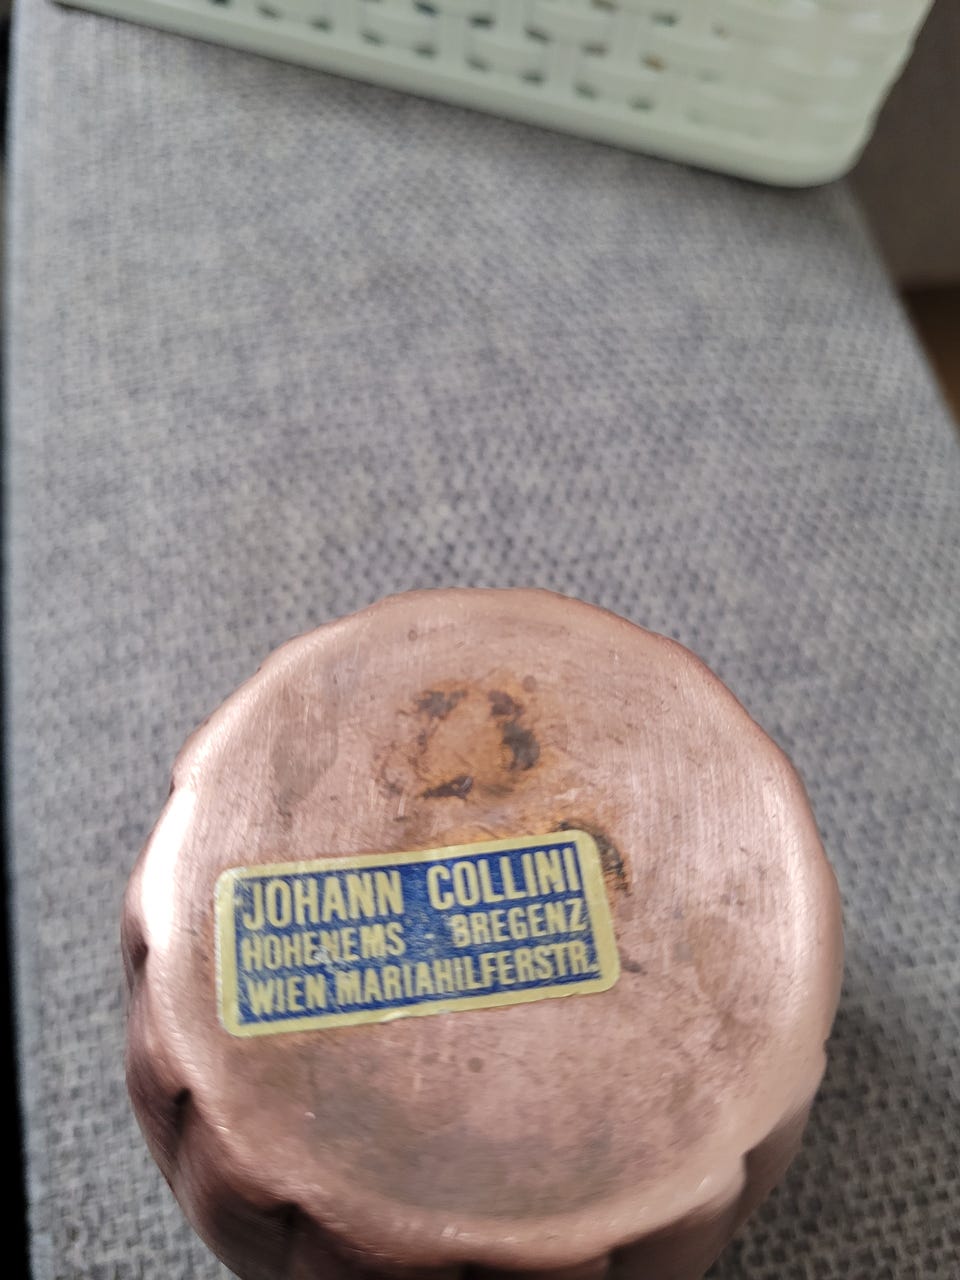 JOHANN COLLINI
HOHENEMS BREGENZ
WIEN MARIAHILFERSTR.